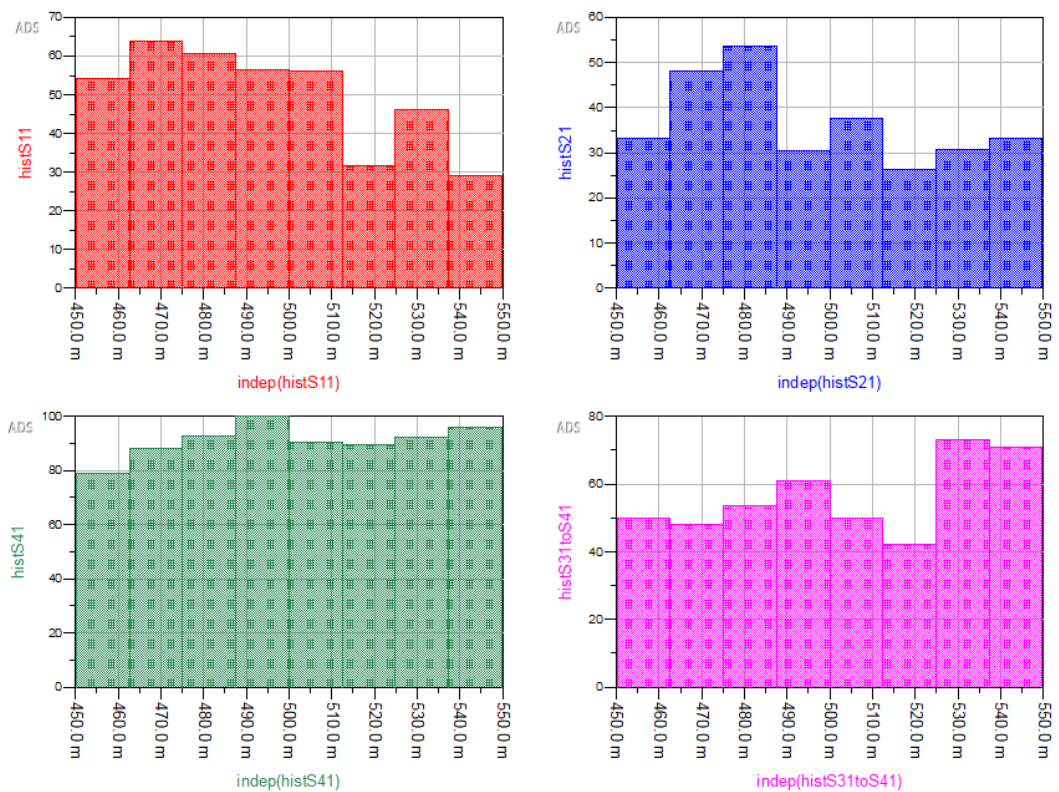 ADS
histS11
70
60
50
40
30
20
10
0
450.0 m
460.0 m
470.0 m
480.0 m
490.0 m
500.0 m
510.0 m
520.0 m
530.0 m
540.0 m
550.0 m
indep(histS11)
ADS
histS21
60
50
40
30
20
10
0
450.0 m
460.0 m
470.0 m
480.0 m
490.0 m
500.0 m
510.0 m
520.0 m
530.0 m
540.0 m
550.0 m
indep(histS21)
ADS
histS41
100
80
60
40
20
0
450.0 m
460.0 m
470.0 m
480.0 m
490.0 m
500.0 m
510.0 m
520.0 m
530.0 m
540.0 m
550.0 m
indep(histS41)
ADS
histS31toS41
80
60
40
20
0
450.0 m
460.0 m
470.0 m
480.0 m
490.0 m
500.0 m
510.0 m
520.0 m
530.0 m
540.0 m
550.0 m
indep(histS31toS41)